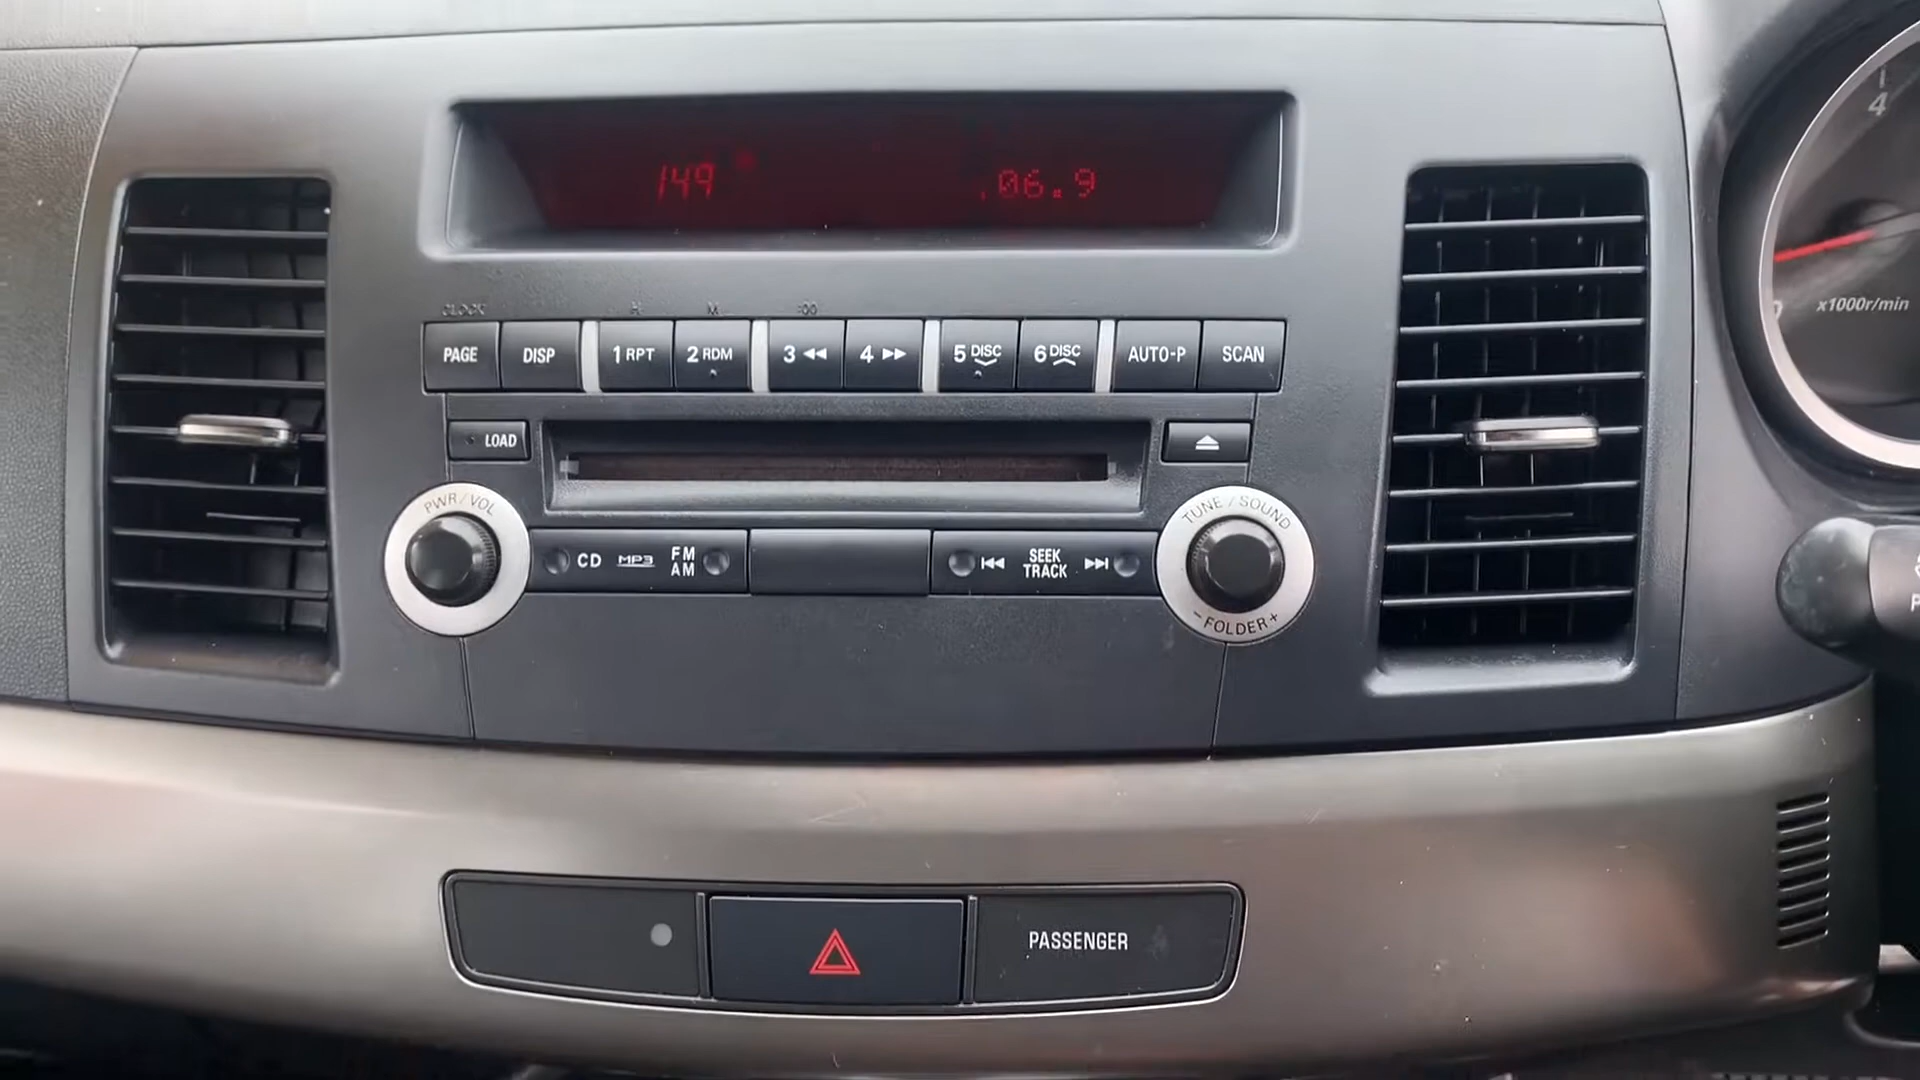 149 .06.9
CLOCK H M :00
PAGE DISP 1 RPT 2 RDM 3 4 5 DISC 6 DISC AUTO-P SCAN
LOAD
PWR/VOL
TUNE / SOUND
CD MP3 FM AM
SEEK TRACK
- FOLDER +
PASSENGER
4
x1000r/min